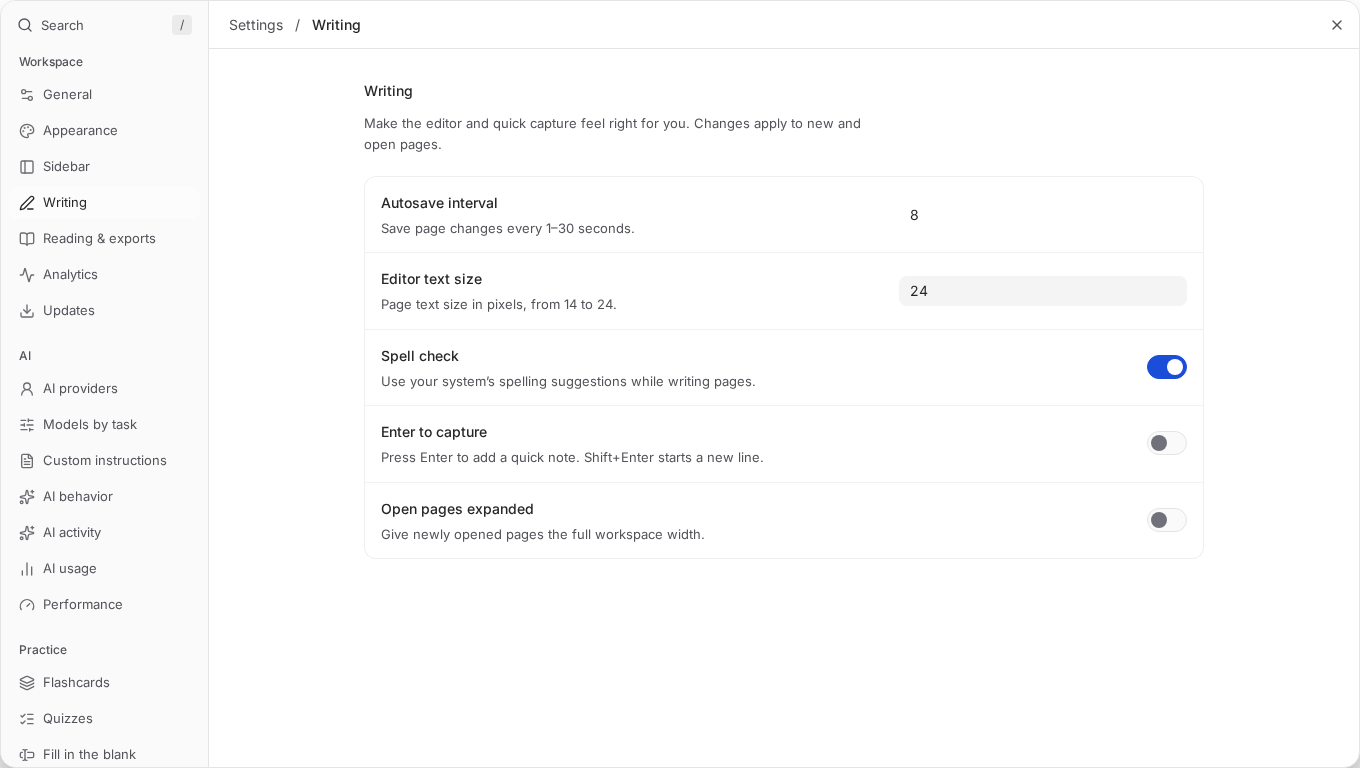 Search /
Workspace
General
Appearance
Sidebar
Writing
Reading & exports
Analytics
Updates
AI
AI providers
Models by task
Custom instructions
AI behavior
AI activity
AI usage
Performance
Practice
Flashcards
Quizzes
Fill in the blank
Settings / Writing
Writing
Make the editor and quick capture feel right for you. Changes apply to new and
open pages.
Autosave interval
Save page changes every 1–30 seconds.
8
Editor text size
Page text size in pixels, from 14 to 24.
24
Spell check
Use your system’s spelling suggestions while writing pages.
Enter to capture
Press Enter to add a quick note. Shift+Enter starts a new line.
Open pages expanded
Give newly opened pages the full workspace width.